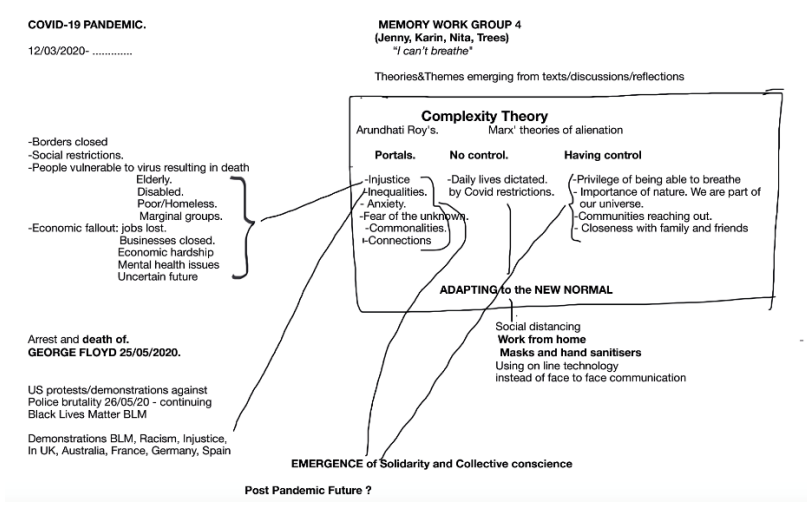 COVID-19 PANDEMIC.
12/03/2020- .............
MEMORY WORK GROUP 4
(Jenny, Karin, Nita, Trees)
"I can't breathe"
Theories&Themes emerging from texts/discussions/reflections
Complexity Theory
Arundhati Roy's. Marx' theories of alienation
Portals. No control. Having control
-Injustice
-Inequalities.
- Anxiety.
-Fear of the unknown.
-Commonalities.
-Connections
-Daily lives dictated.
by Covid restrictions.
-Privilege of being able to breathe
- Importance of nature. We are part of
our universe.
-Communities reaching out.
- Closeness with family and friends
ADAPTING to the NEW NORMAL
Social distancing
Work from home
Masks and hand sanitisers
Using on line technology
instead of face to face communication
-Borders closed
-Social restrictions.
-People vulnerable to virus resulting in death
Elderly.
Disabled.
Poor/Homeless.
Marginal groups.
-Economic fallout: jobs lost.
Businesses closed.
Economic hardship
Mental health issues
Uncertain future
Arrest and death of.
GEORGE FLOYD 25/05/2020.
US protests/demonstrations against
Police brutality 26/05/20 - continuing
Black Lives Matter BLM
Demonstrations BLM, Racism, Injustice,
In UK, Australia, France, Germany, Spain
EMERGENCE of Solidarity and Collective conscience
Post Pandemic Future ?